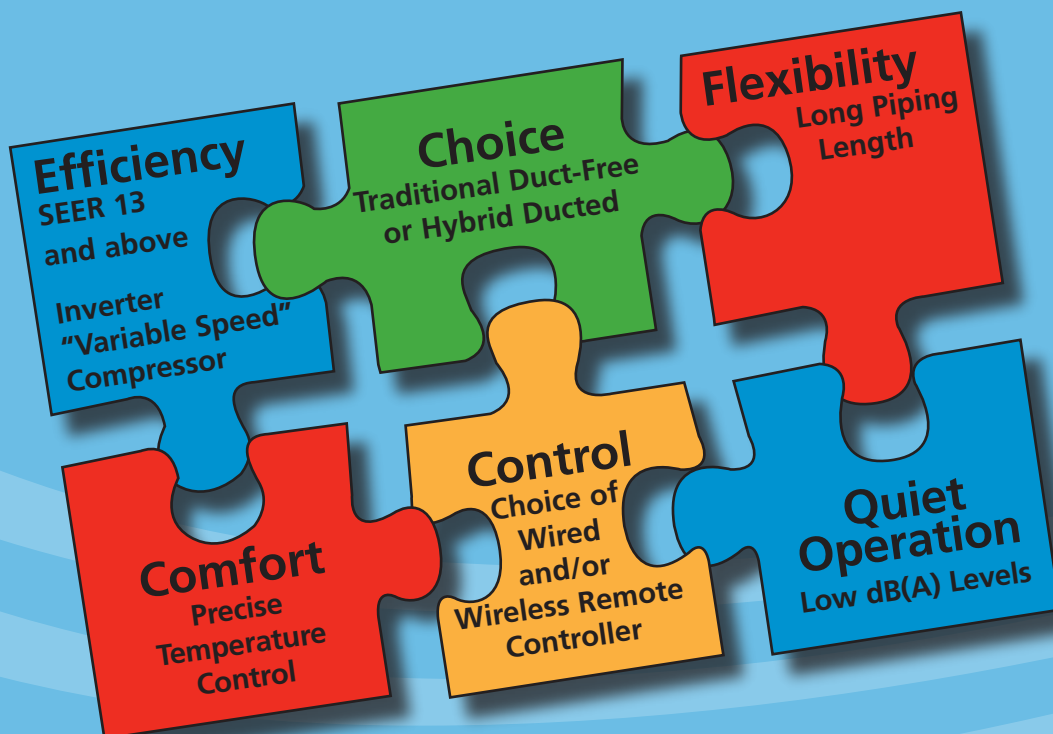 Efficiency
SEER 13
and above
Inverter
“Variable Speed”
Compressor
Choice
Traditional Duct-Free
or Hybrid Ducted
Flexibility
Long Piping
Length
Comfort
Precise
Temperature
Control
Control
Choice of
Wired
and/or
Wireless Remote
Controller
Quiet
Operation
Low dB(A) Levels